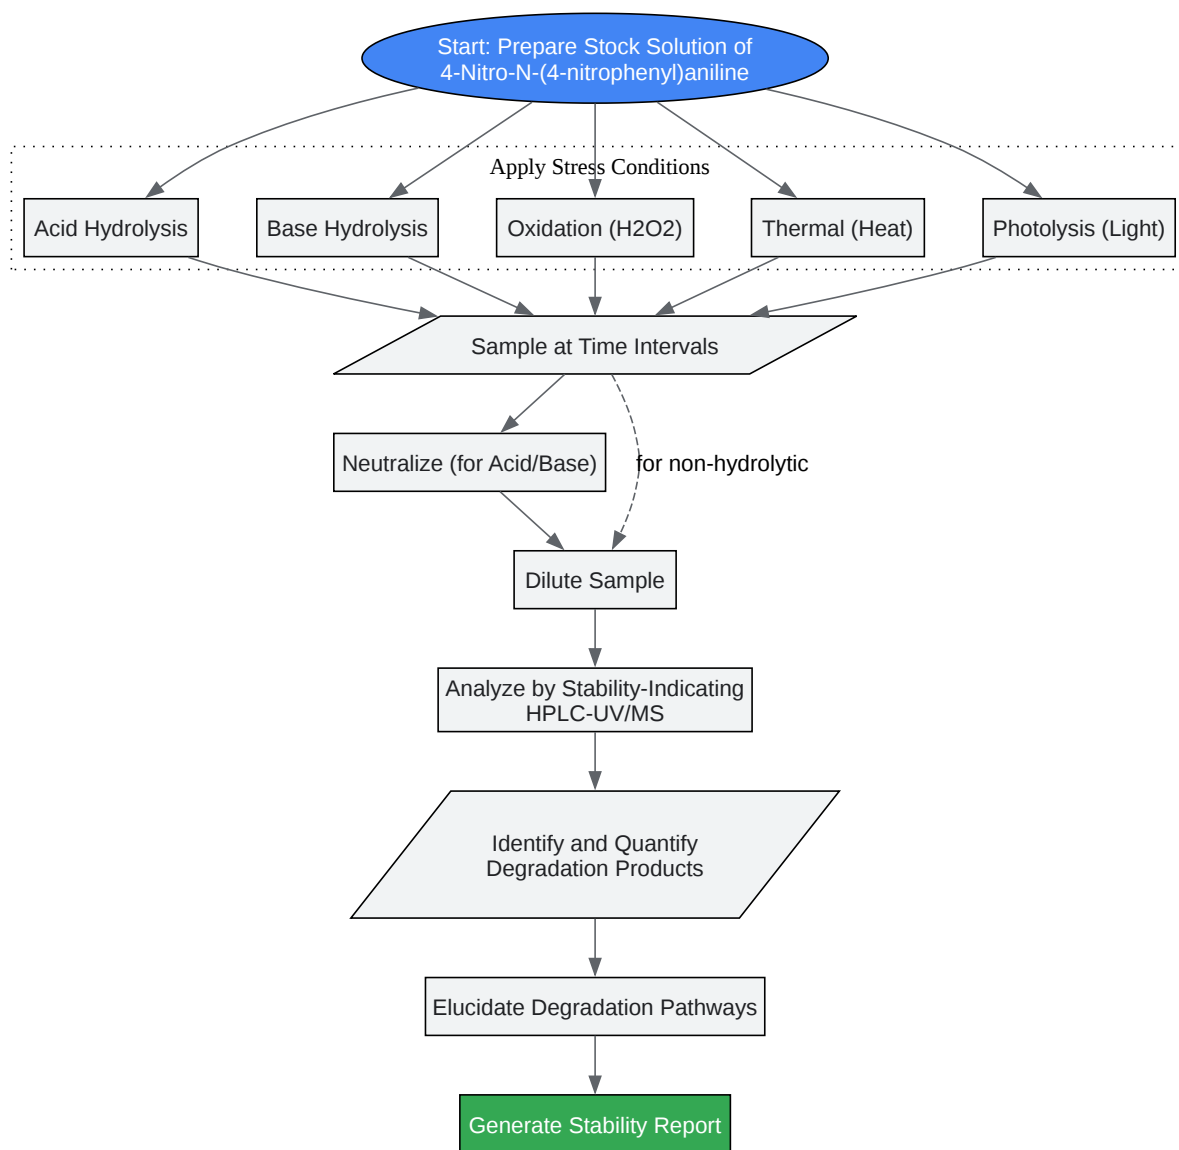 Start: Prepare Stock Solution of
4-Nitro-N-(4-nitrophenyl)aniline
Apply Stress Conditions
Acid Hydrolysis
Base Hydrolysis
Oxidation (H2O2)
Thermal (Heat)
Photolysis (Light)
Sample at Time Intervals
Neutralize (for Acid/Base)
for non-hydrolytic
Dilute Sample
Analyze by Stability-Indicating
HPLC-UV/MS
Identify and Quantify
Degradation Products
Elucidate Degradation Pathways
Generate Stability Report